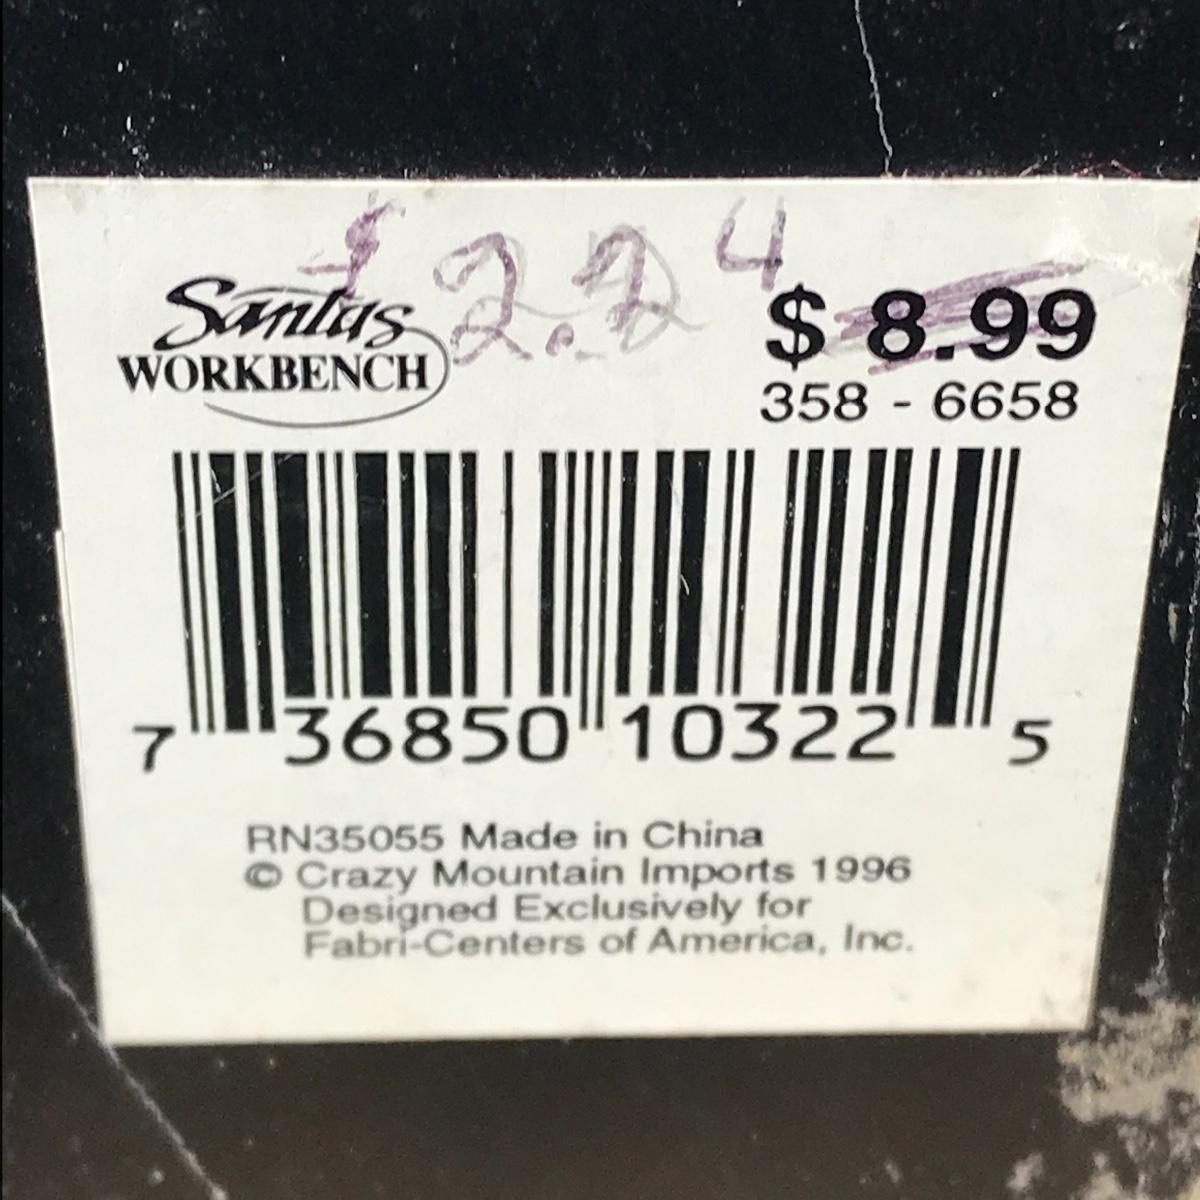 $ 2.24
Santas
WORKBENCH
$ 8.99
358 - 6658
7 36850 10322 5
RN35055 Made in China
© Crazy Mountain Imports 1996
Designed Exclusively for
Fabri-Centers of America, Inc.